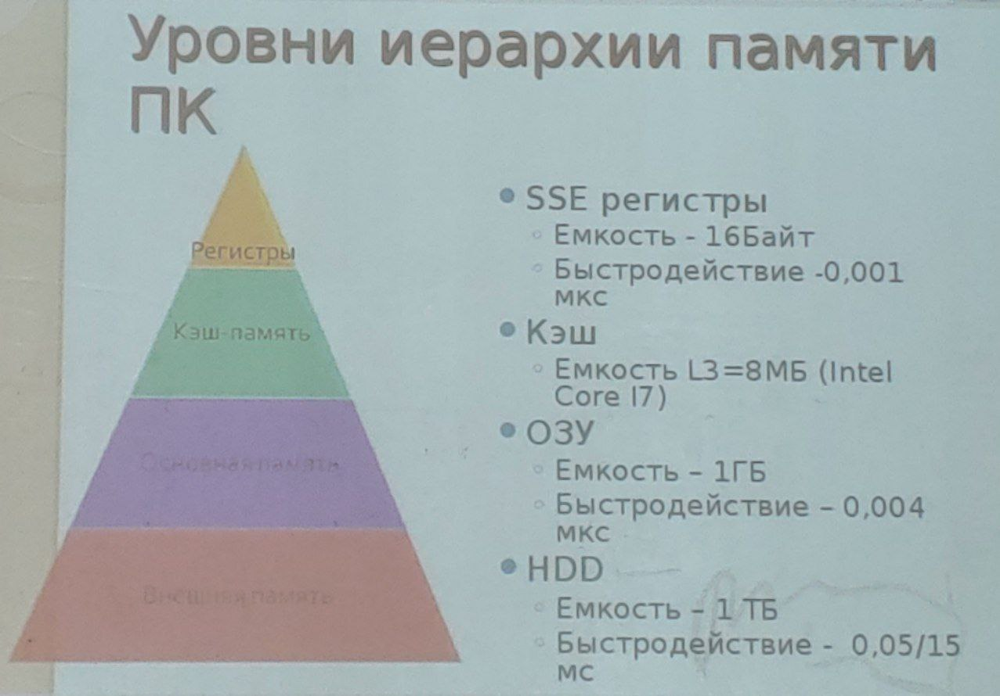 Уровни иерархии памяти
ПК
Регистры
Кэш-память
Основная память
Внешняя память
SSE регистры
Емкость - 16Байт
Быстродействие -0,001
мкс
Кэш
Емкость L3=8МБ (Intel
Core I7)
ОЗУ
Емкость – 1ГБ
Быстродействие – 0,004
мкс
HDD
Емкость – 1 ТБ
Быстродействие - 0,05/15
мс